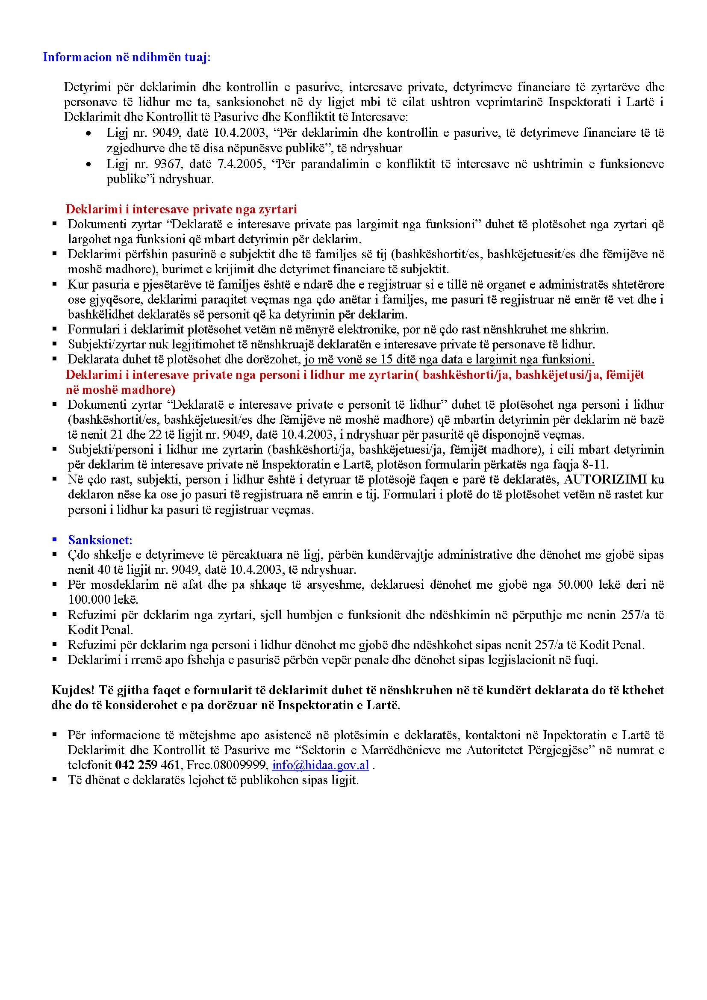 Informacion në ndihmën tuaj:
Detyrimi për deklarimin dhe kontrollin e pasurive, interesave private, detyrimeve financiare të zyrtarëve dhe
personave të lidhur me ta, sanksionohet në dy ligjet mbi të cilat ushtron veprimtarinë Inspektorati i Lartë i
Deklarimit dhe Kontrollit të Pasurive dhe Konfliktit të Interesave:
• Ligj nr. 9049, datë 10.4.2003, “Për deklarimin dhe kontrollin e pasurive, të detyrimeve financiare të të
zgjedhurve dhe të disa nëpunësve publikë”, të ndryshuar
• Ligj nr. 9367, datë 7.4.2005, “Për parandalimin e konfliktit të interesave në ushtrimin e funksioneve
publike”i ndryshuar.
Deklarimi i interesave private nga zyrtari
▪ Dokumenti zyrtar “Deklaratë e interesave private pas largimit nga funksioni” duhet të plotësohet nga zyrtari që
largohet nga funksioni që mbart detyrimin për deklarim.
▪ Deklarimi përfshin pasurinë e subjektit dhe të familjes së tij (bashkëshortit/es, bashkëjetuesit/es dhe fëmijëve në
moshë madhore), burimet e krijimit dhe detyrimet financiare të subjektit.
▪ Kur pasuria e pjesëtarëve të familjes është e ndarë dhe e regjistruar si e tillë në organet e administratës shtetërore
ose gjyqësore, deklarimi paraqitet veçmas nga çdo anëtar i familjes, me pasuri të regjistruar në emër të vet dhe i
bashkëlidhet deklaratës së personit që ka detyrimin për deklarim.
▪ Formulari i deklarimit plotësohet vetëm në mënyrë elektronike, por në çdo rast nënshkruhet me shkrim.
▪ Subjekti/zyrtar nuk legjitimohet të nënshkruajë deklaratën e interesave private të personave të lidhur.
▪ Deklarata duhet të plotësohet dhe dorëzohet, jo më vonë se 15 ditë nga data e largimit nga funksioni.
Deklarimi i interesave private nga personi i lidhur me zyrtarin( bashkëshorti/ja, bashkëjetusi/ja, fëmijët
në moshë madhore)
▪ Dokumenti zyrtar “Deklaratë e interesave private e personit të lidhur” duhet të plotësohet nga personi i lidhur
(bashkëshortit/es, bashkëjetuesit/es dhe fëmijëve në moshë madhore) që mbartin detyrimin për deklarim në bazë
të nenit 21 dhe 22 të ligjit nr. 9049, datë 10.4.2003, i ndryshuar për pasuritë që disponojnë veçmas.
▪ Subjekti/personi i lidhur me zyrtarin (bashkëshorti/ja, bashkëjetuesi/ja, fëmijët madhore), i cili mbart detyrimin
për deklarim të interesave private në Inspektoratin e Lartë, plotëson formularin përkatës nga faqja 8-11.
▪ Në çdo rast, subjekti, person i lidhur është i detyruar të plotësojë faqen e parë të deklaratës, AUTORIZIMI ku
deklaron nëse ka ose jo pasuri të regjistruara në emrin e tij. Formulari i plotë do të plotësohet vetëm në rastet kur
personi i lidhur ka pasuri të regjistruar veçmas.
▪ Sanksionet:
▪ Çdo shkelje e detyrimeve të përcaktuara në ligj, përbën kundërvajtje administrative dhe dënohet me gjobë sipas
nenit 40 të ligjit nr. 9049, datë 10.4.2003, të ndryshuar.
▪ Për mosdeklarim në afat dhe pa shkaqe të arsyeshme, deklaruesi dënohet me gjobë nga 50.000 lekë deri në
100.000 lekë.
▪ Refuzimi për deklarim nga zyrtari, sjell humbjen e funksionit dhe ndëshkimin në përputhje me nenin 257/a të
Kodit Penal.
▪ Refuzimi për deklarim nga personi i lidhur dënohet me gjobë dhe ndëshkohet sipas nenit 257/a të Kodit Penal.
▪ Deklarimi i rremë apo fshehja e pasurisë përbën vepër penale dhe dënohet sipas legjislacionit në fuqi.
Kujdes! Të gjitha faqet e formularit të deklarimit duhet të nënshkruhen në të kundërt deklarata do të kthehet
dhe do të konsiderohet e pa dorëzuar në Inspektoratin e Lartë.
▪ Për informacione të mëtejshme apo asistencë në plotësimin e deklaratës, kontaktoni në Inpektoratin e Lartë të
Deklarimit dhe Kontrollit të Pasurive me “Sektorin e Marrëdhënieve me Autoritetet Përgjegjëse” në numrat e
telefonit 042 259 461, Free.08009999, info@hidaa.gov.al .
▪ Të dhënat e deklaratës lejohet të publikohen sipas ligjit.